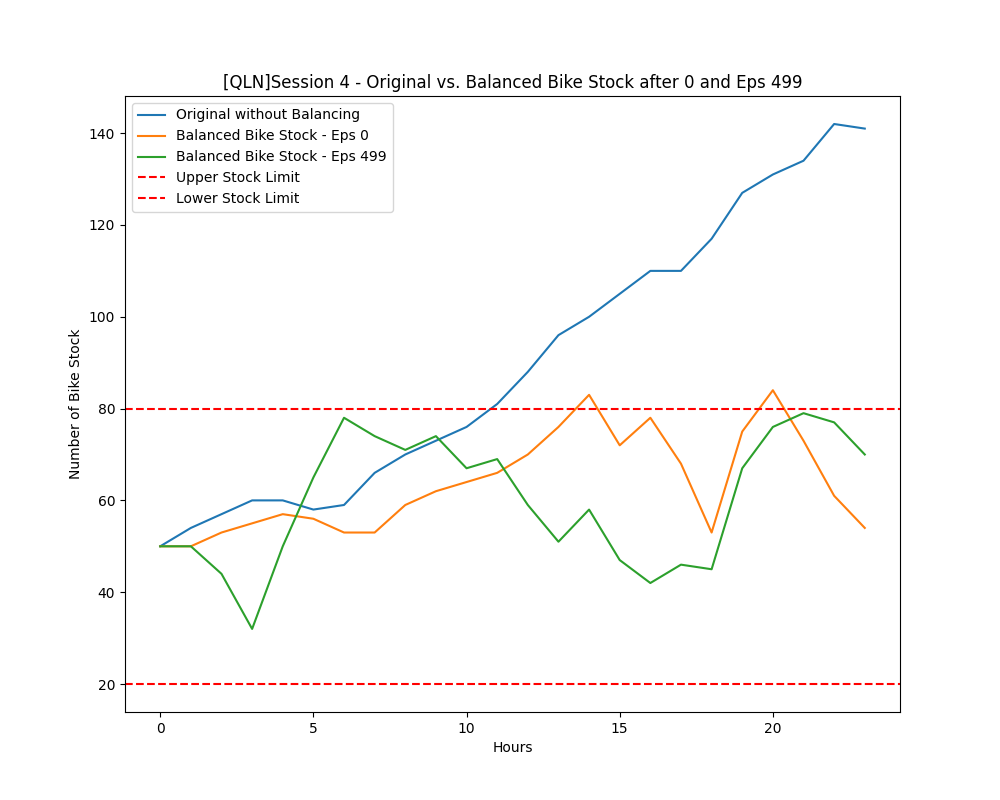 [QLN]Session 4 - Original vs. Balanced Bike Stock after 0 and Eps 499
Original without Balancing
Balanced Bike Stock - Eps 0
Balanced Bike Stock - Eps 499
Upper Stock Limit
Lower Stock Limit
Number of Bike Stock
140
120
100
80
60
40
20
0 5 10 15 20
Hours